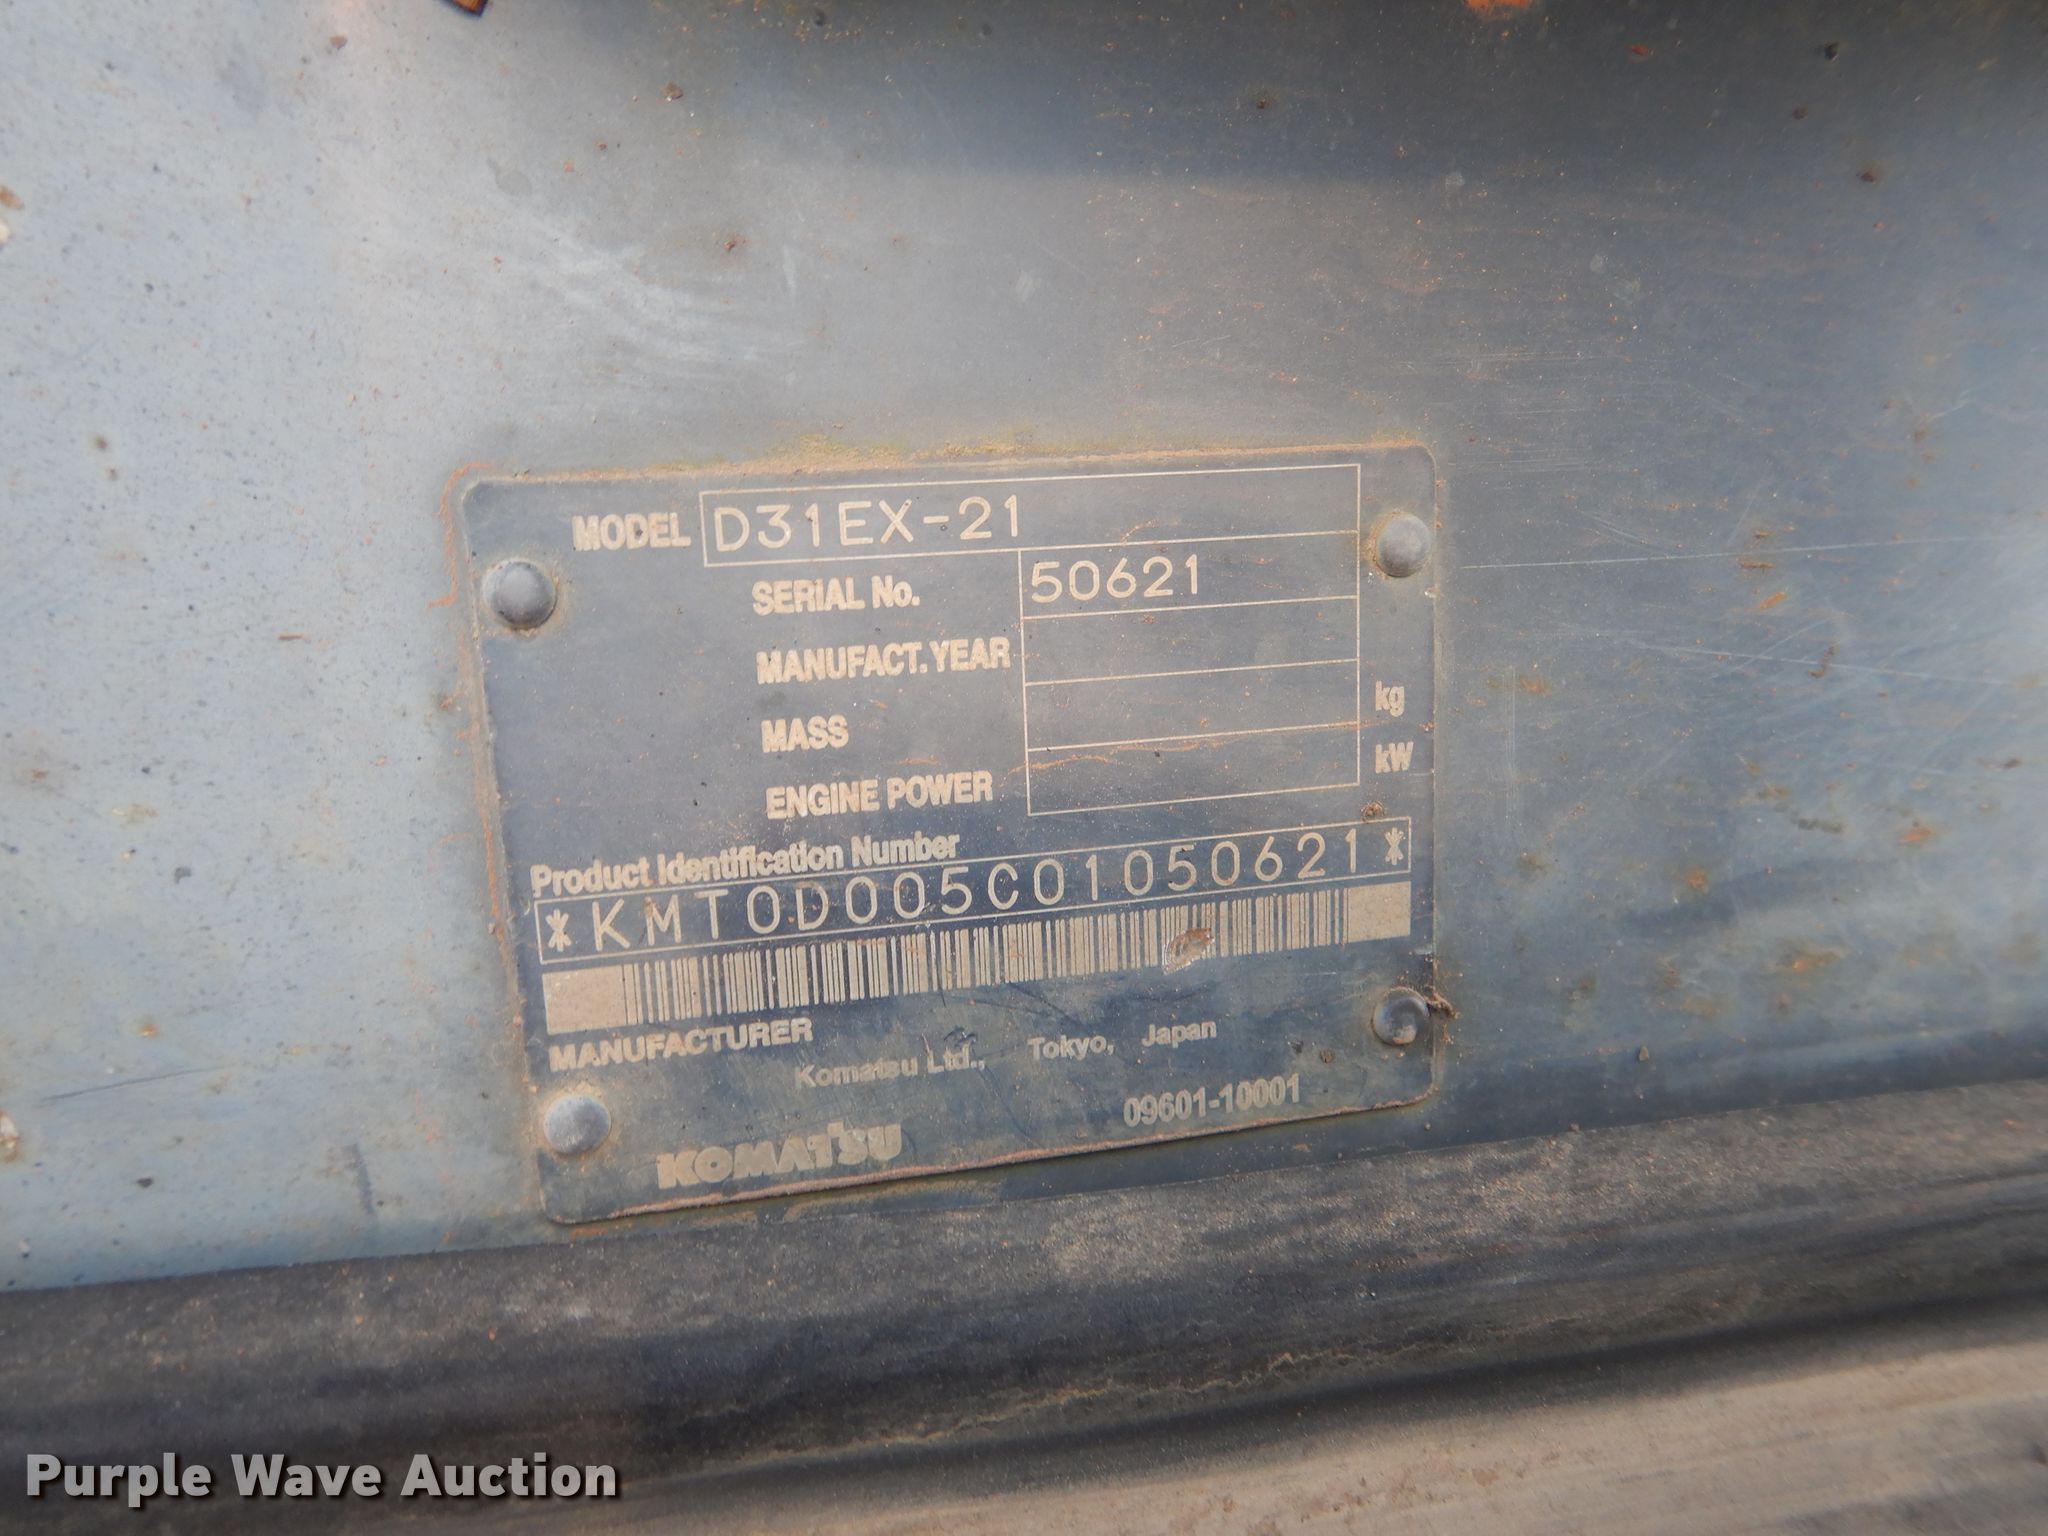 MODEL D31EX-21
SERIAL No. 50621
MANUFACT.YEAR
MASS kg
ENGINE POWER kW
Product Identification Number
*KMT0D005C01050621*
MANUFACTURER
Komatsu Ltd., Tokyo, Japan
09601-10001
KOMATSU
Purple Wave Auction